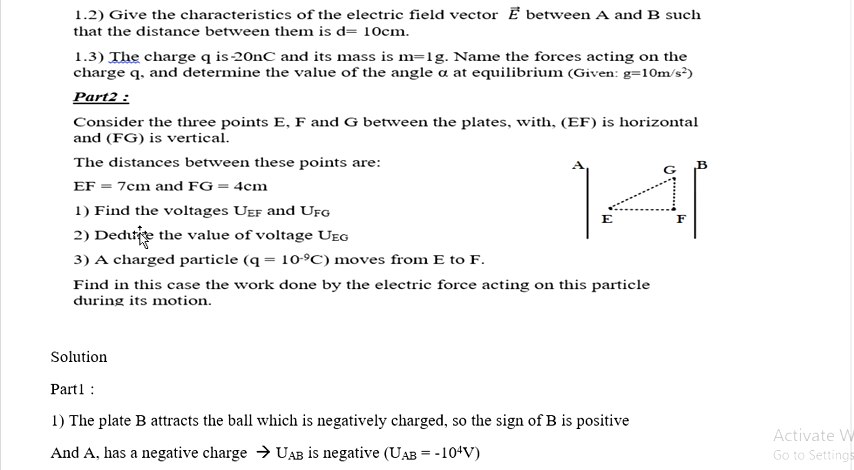 1.2) Give the characteristics of the electric field vector E⃗ between A and B such
that the distance between them is d= 10cm.
1.3) The charge q is -20nC and its mass is m=1g. Name the forces acting on the
charge q, and determine the value of the angle α at equilibrium (Given: g=10m/s²)
Part2 :
Consider the three points E, F and G between the plates, with, (EF) is horizontal
and (FG) is vertical.
The distances between these points are:
EF = 7cm and FG = 4cm
1) Find the voltages UEF and UFG
2) Deduce the value of voltage UEG
3) A charged particle (q = 10⁻⁹C) moves from E to F.
Find in this case the work done by the electric force acting on this particle
during its motion.
A
G
B
E
F
Solution
Part1 :
1) The plate B attracts the ball which is negatively charged, so the sign of B is positive
And A, has a negative charge → UAB is negative (UAB = -10⁴V)
Activate W
Go to Settings